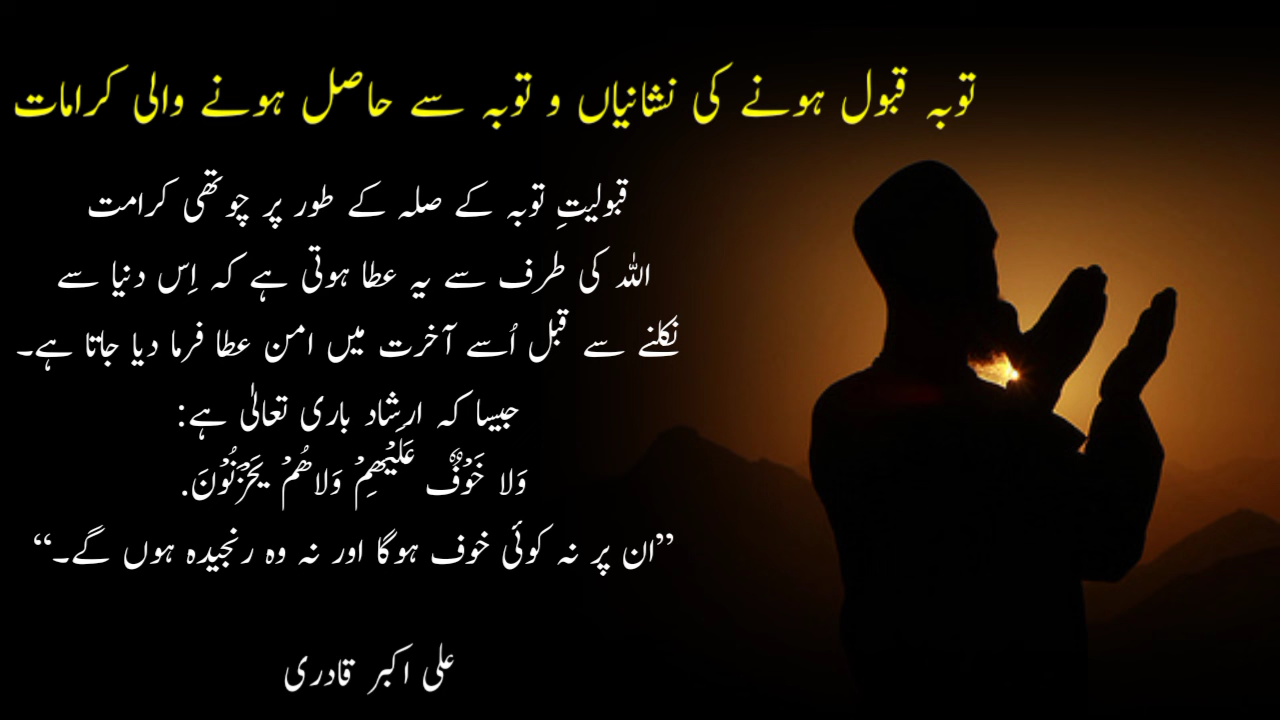 توبہ قبول ہونے کی نشانیاں و توبہ سے حاصل ہونے والی کرامات
قبولیتِ توبہ کے صلہ کے طور پر چوتھی کرامت
اللہ کی طرف سے یہ عطا ہوتی ہے کہ اِس دنیا سے
نکلنے سے قبل اُسے آخرت میں امن عطا فرما دیا جاتا ہے۔
جیسا کہ ارشاد باری تعالیٰ ہے:
وَلا خَوْفٌ عَلَيْهِمْ وَلاهُمْ يَحْزَنُوْنَ.
”ان پر نہ کوئی خوف ہوگا اور نہ وہ رنجیدہ ہوں گے۔“
علی اکبر قادری